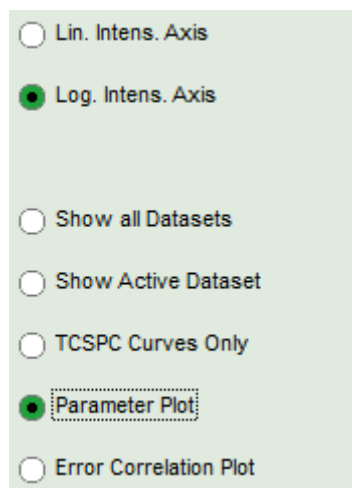 Lin. Intens. Axis
Log. Intens. Axis
Show all Datasets
Show Active Dataset
TCSPC Curves Only
Parameter Plot
Error Correlation Plot